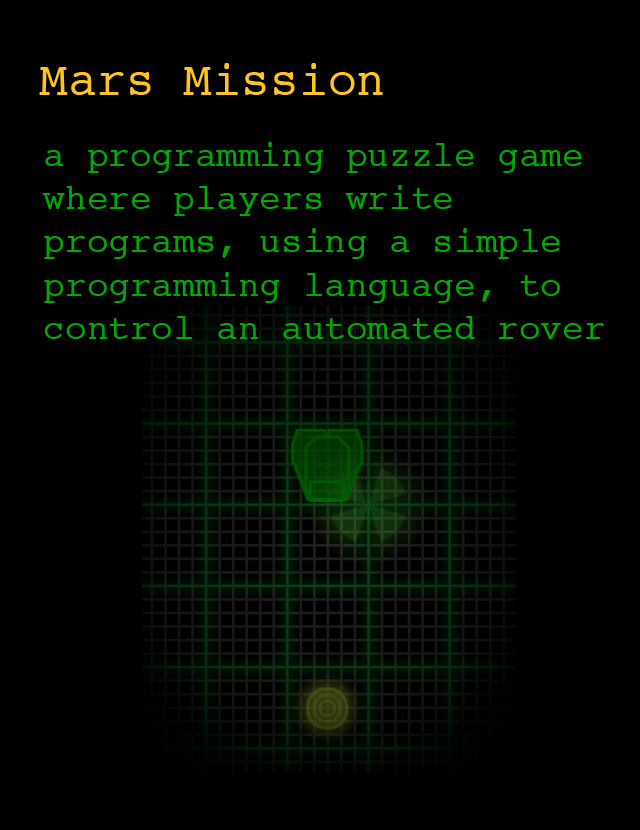 Mars Mission
a programming puzzle game
where players write
programs, using a simple
programming language, to
control an automated rover